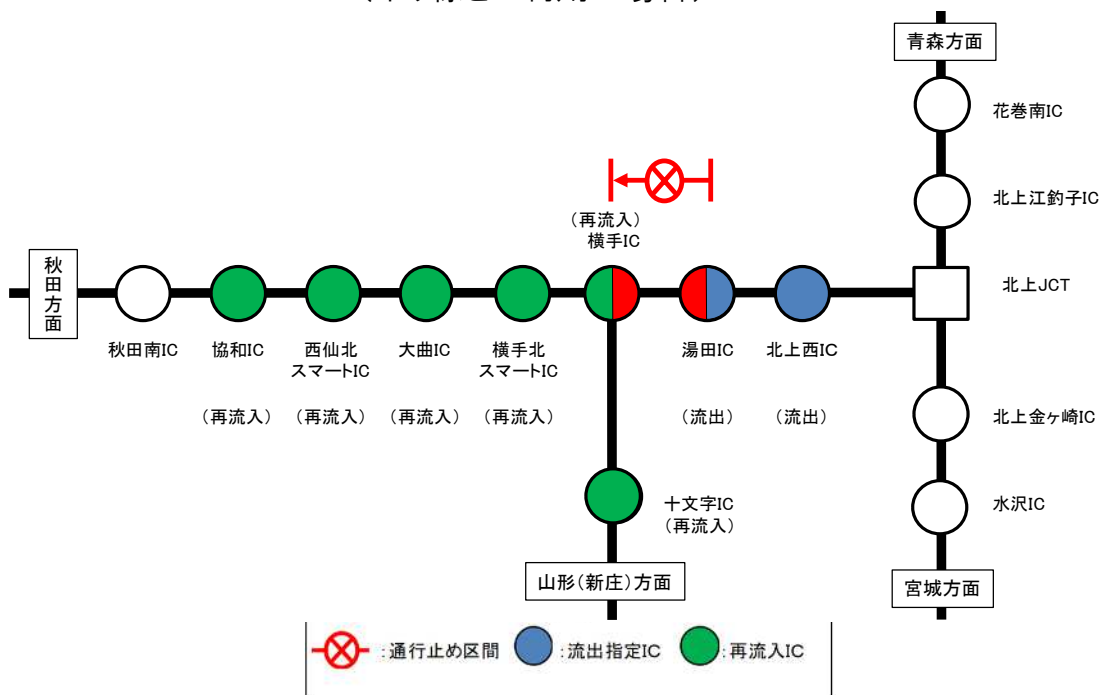 青森方面
花巻南IC
北上江釣子IC
(再流入)
横手IC
秋田方面
北上JCT
秋田南IC
協和IC
(再流入)
西仙北
スマートIC
(再流入)
大曲IC
(再流入)
横手北
スマートIC
(再流入)
湯田IC
(流出)
北上西IC
(流出)
北上金ヶ崎IC
十文字IC
(再流入)
水沢IC
山形(新庄)方面
宮城方面
:通行止め区間
:流出指定IC
:再流入IC